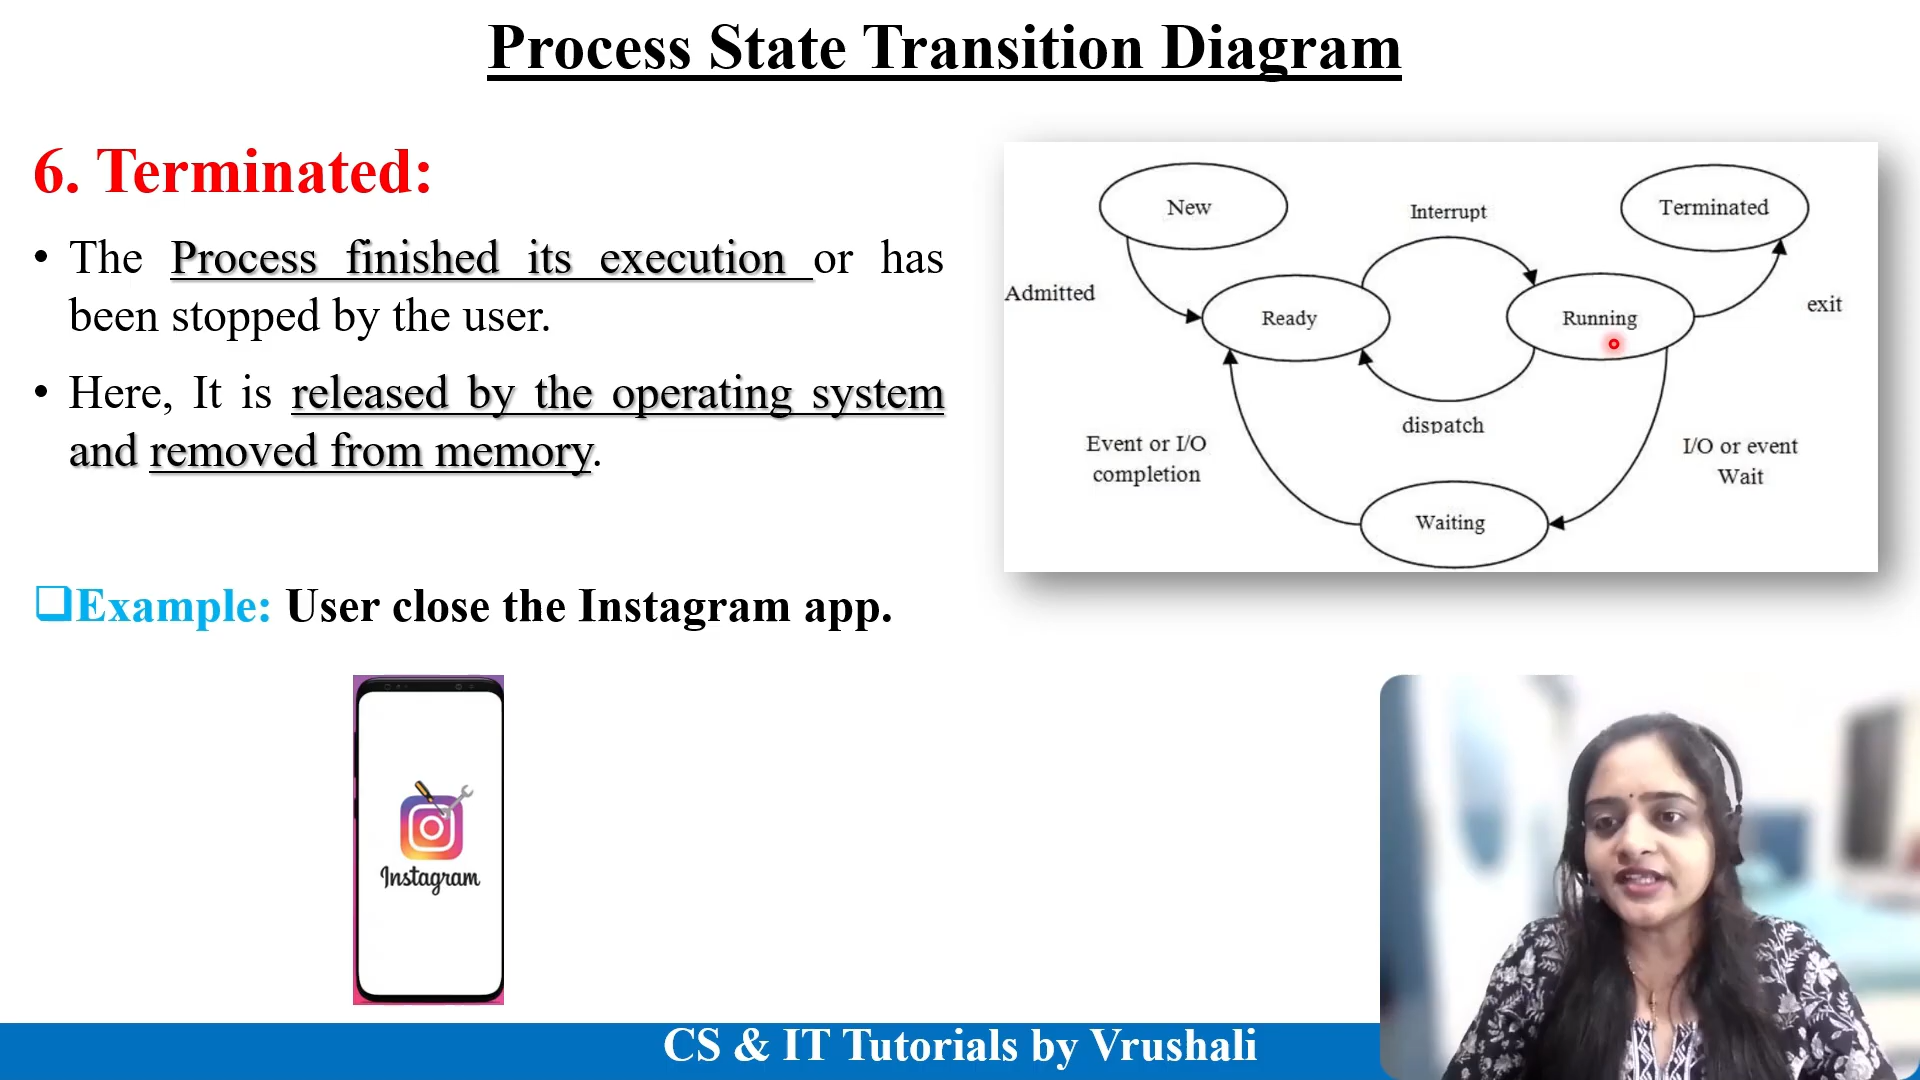 Process State Transition Diagram
6. Terminated:
• The Process finished its execution or has
been stopped by the user.
• Here, It is released by the operating system
and removed from memory.
❑Example: User close the Instagram app.
Instagram
New
Interrupt
Terminated
Admitted
Ready
Running
exit
dispatch
Event or I/O
completion
I/O or event
Wait
Waiting
CS & IT Tutorials by Vrushali